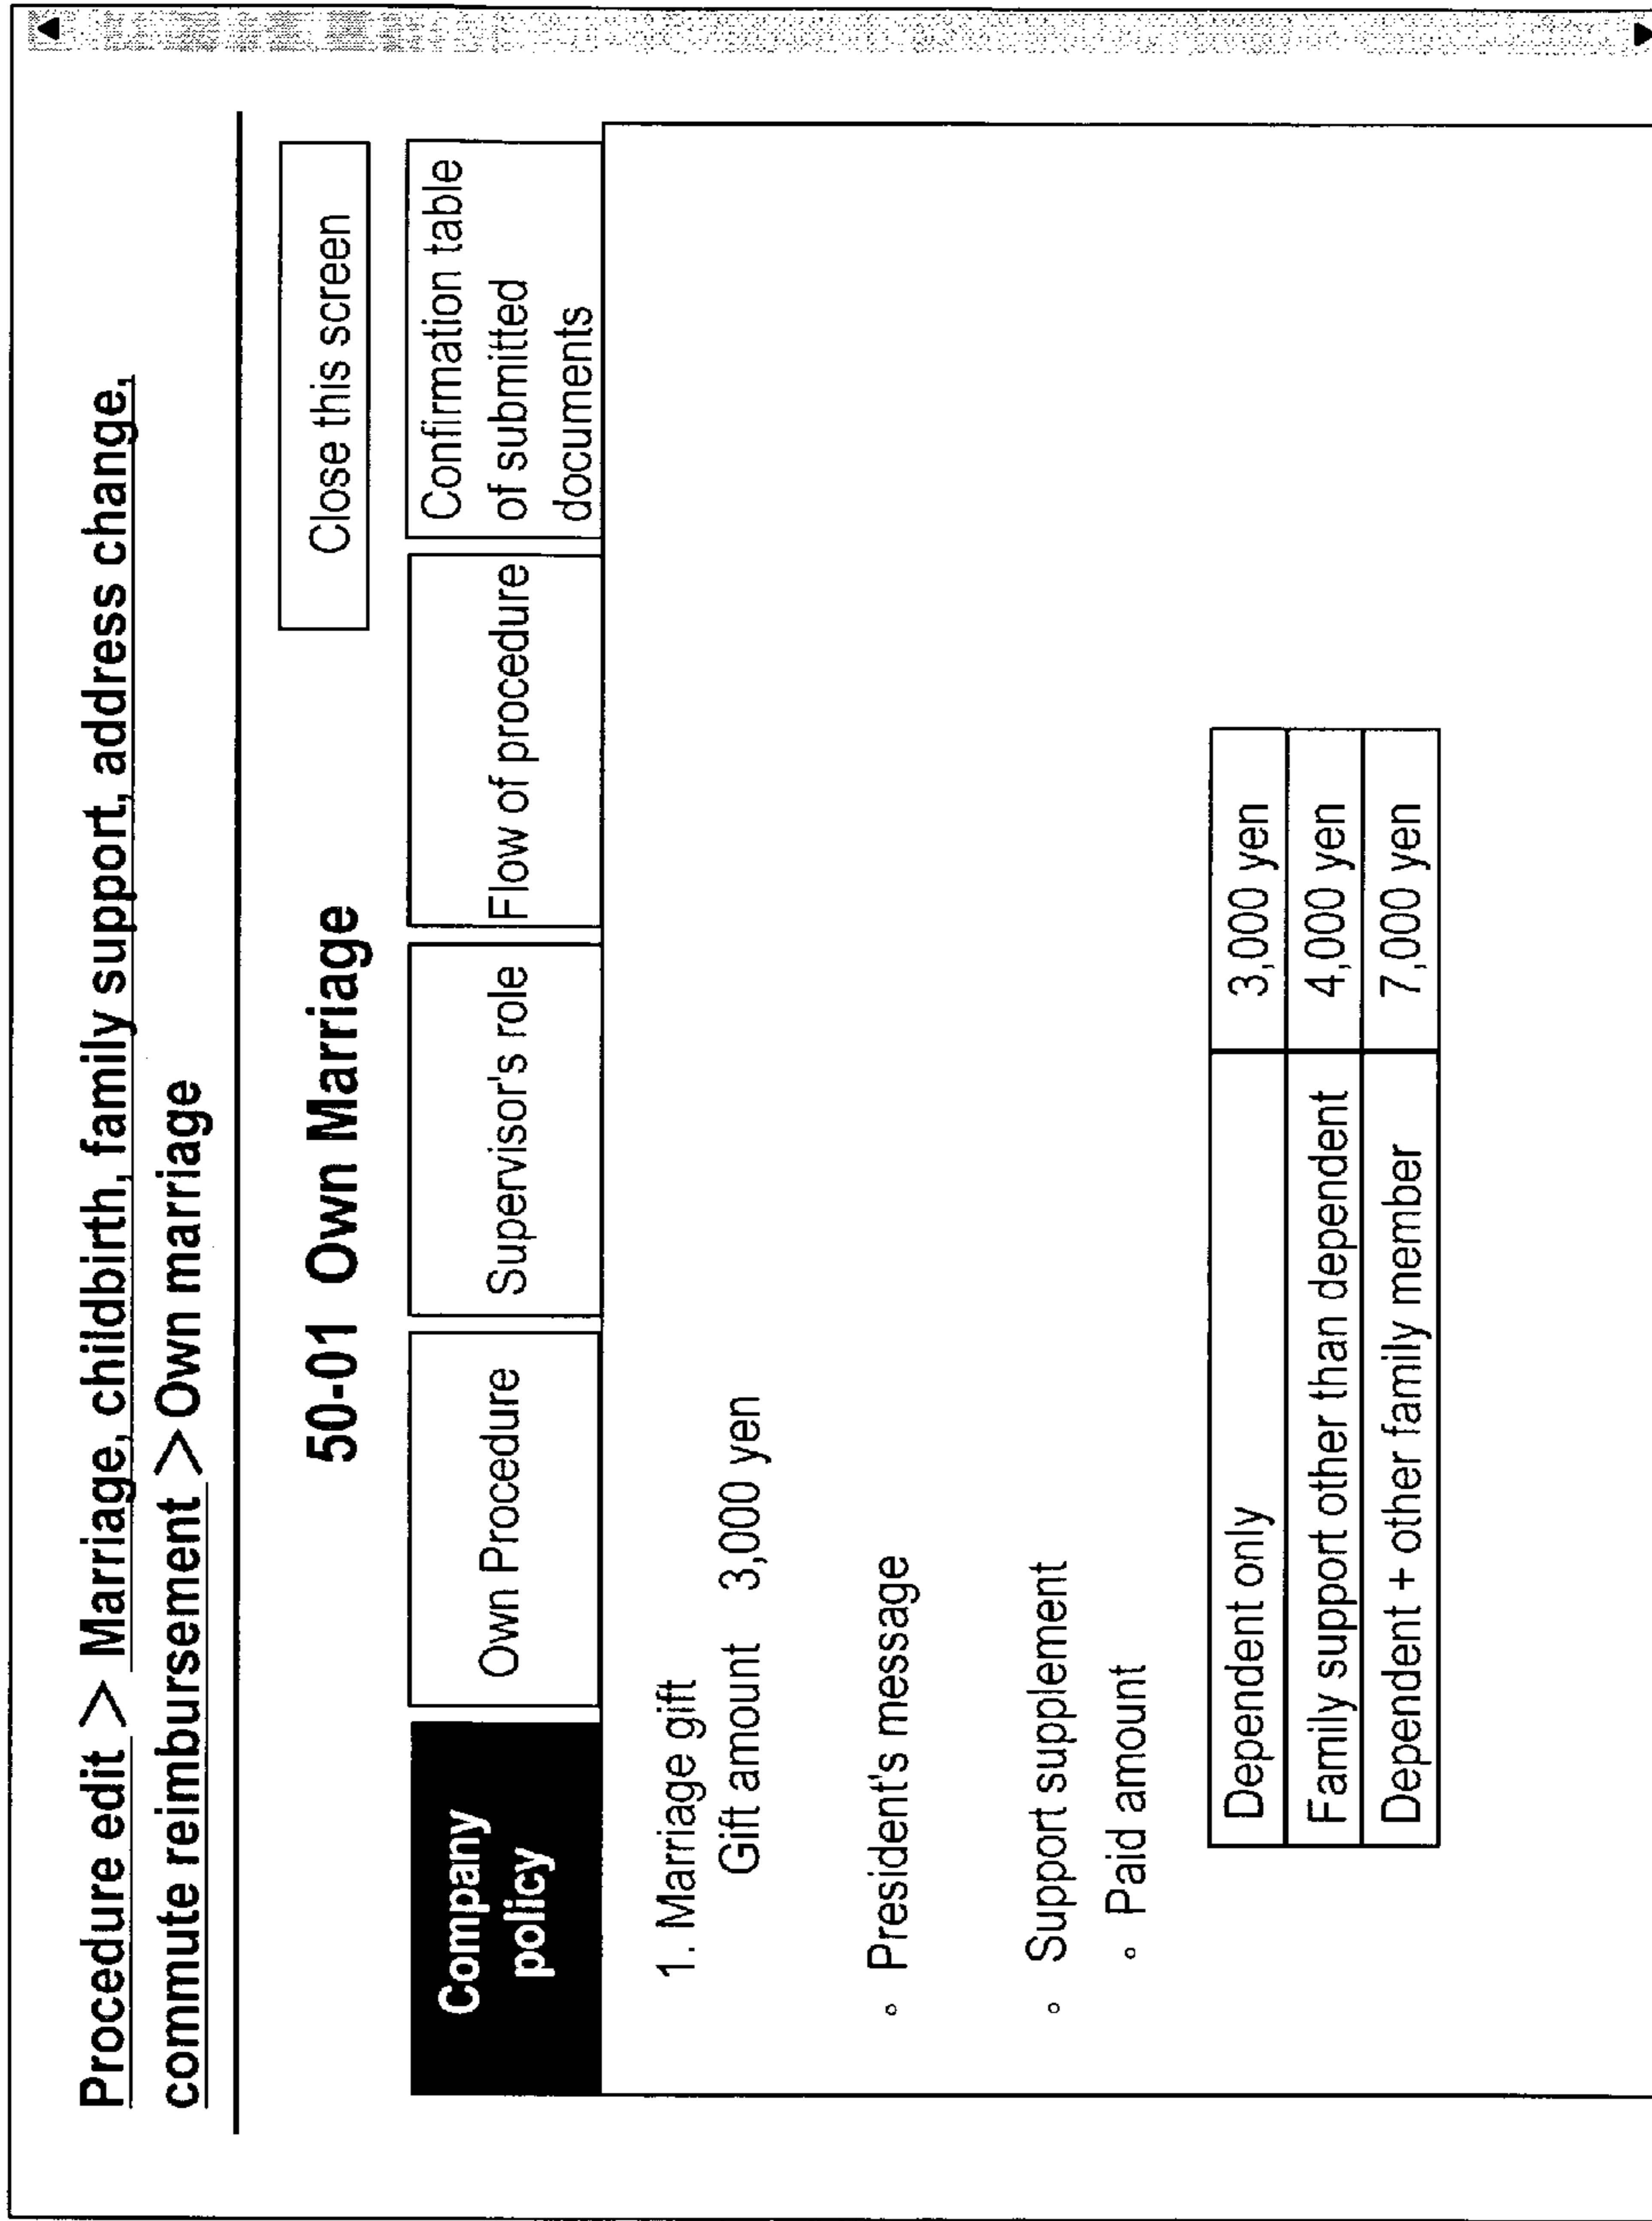 Procedure edit > Marriage, childbirth, family support, address change,
commute reimbursement > Own marriage
50-01 Own Marriage
Close this screen
Company
policy
Own Procedure
Supervisor's role
Flow of procedure
Confirmation table
of submitted
documents
1. Marriage gift
Gift amount 3,000 yen
◦ President's message
◦ Support supplement
◦ Paid amount
Dependent only 3,000 yen
Family support other than dependent 4,000 yen
Dependent + other family member 7,000 yen